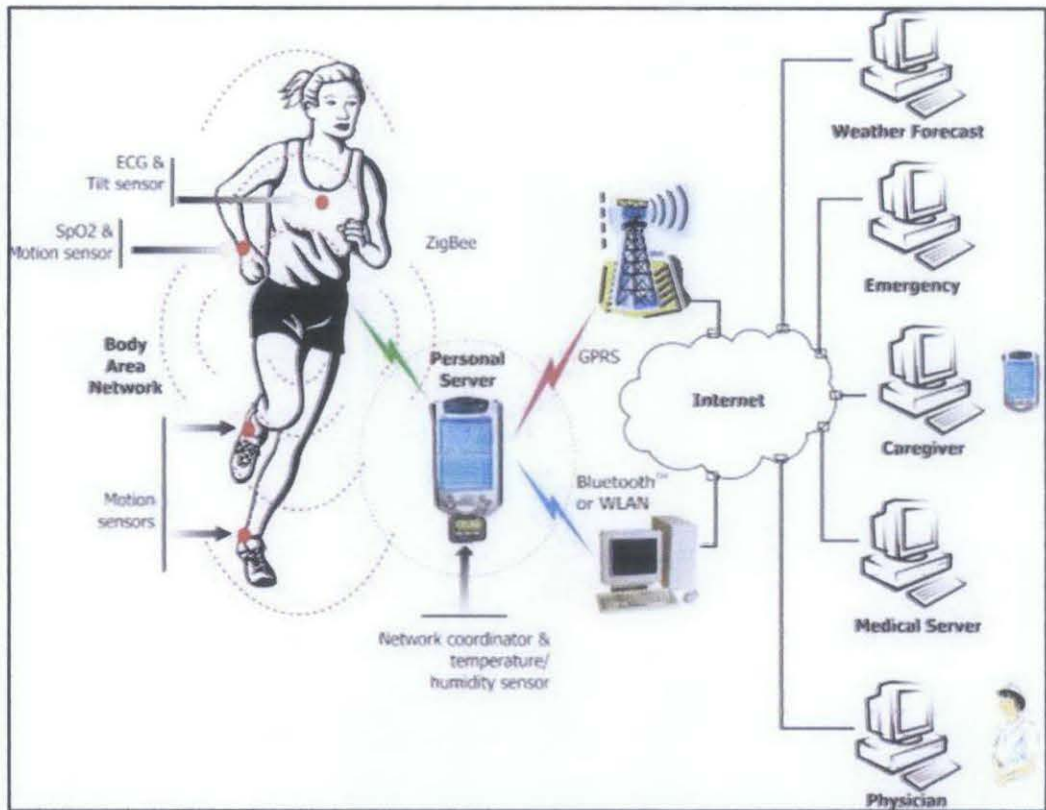 ECG &
Tilt sensor
SpO2 &
Motion sensor
Body
Area
Network
Motion
sensors
ZigBee
Personal
Server
Network coordinator &
temperature/
humidity sensor
GPRS
Bluetooth™
or WLAN
Internet
Weather Forecast
Emergency
Caregiver
Medical Server
Physician